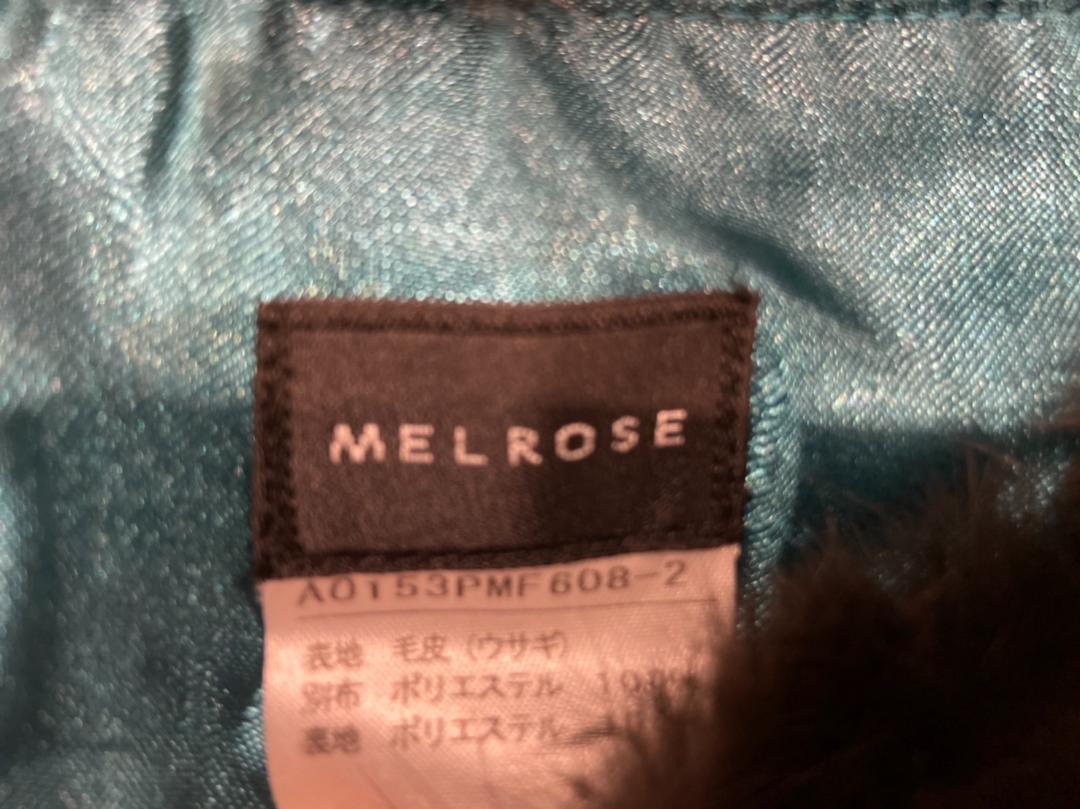 MELROSE
A0153PMF608-2
表地 毛皮 (ウサギ)
別布 ポリエステル 100%
表地 ポリエステル